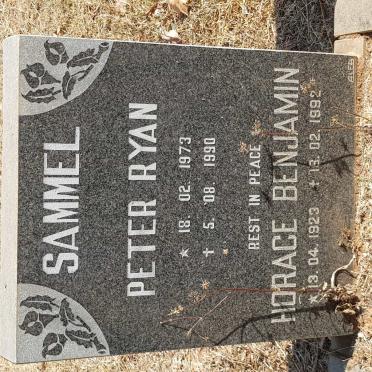 SAMMEL
PETER RYAN
★ 18. 02. 1973
✝ 5. 08. 1990
REST IN PEACE
HORACE BENJAMIN
★ 13. 04. 1923 ✝ 13. 02. 1992